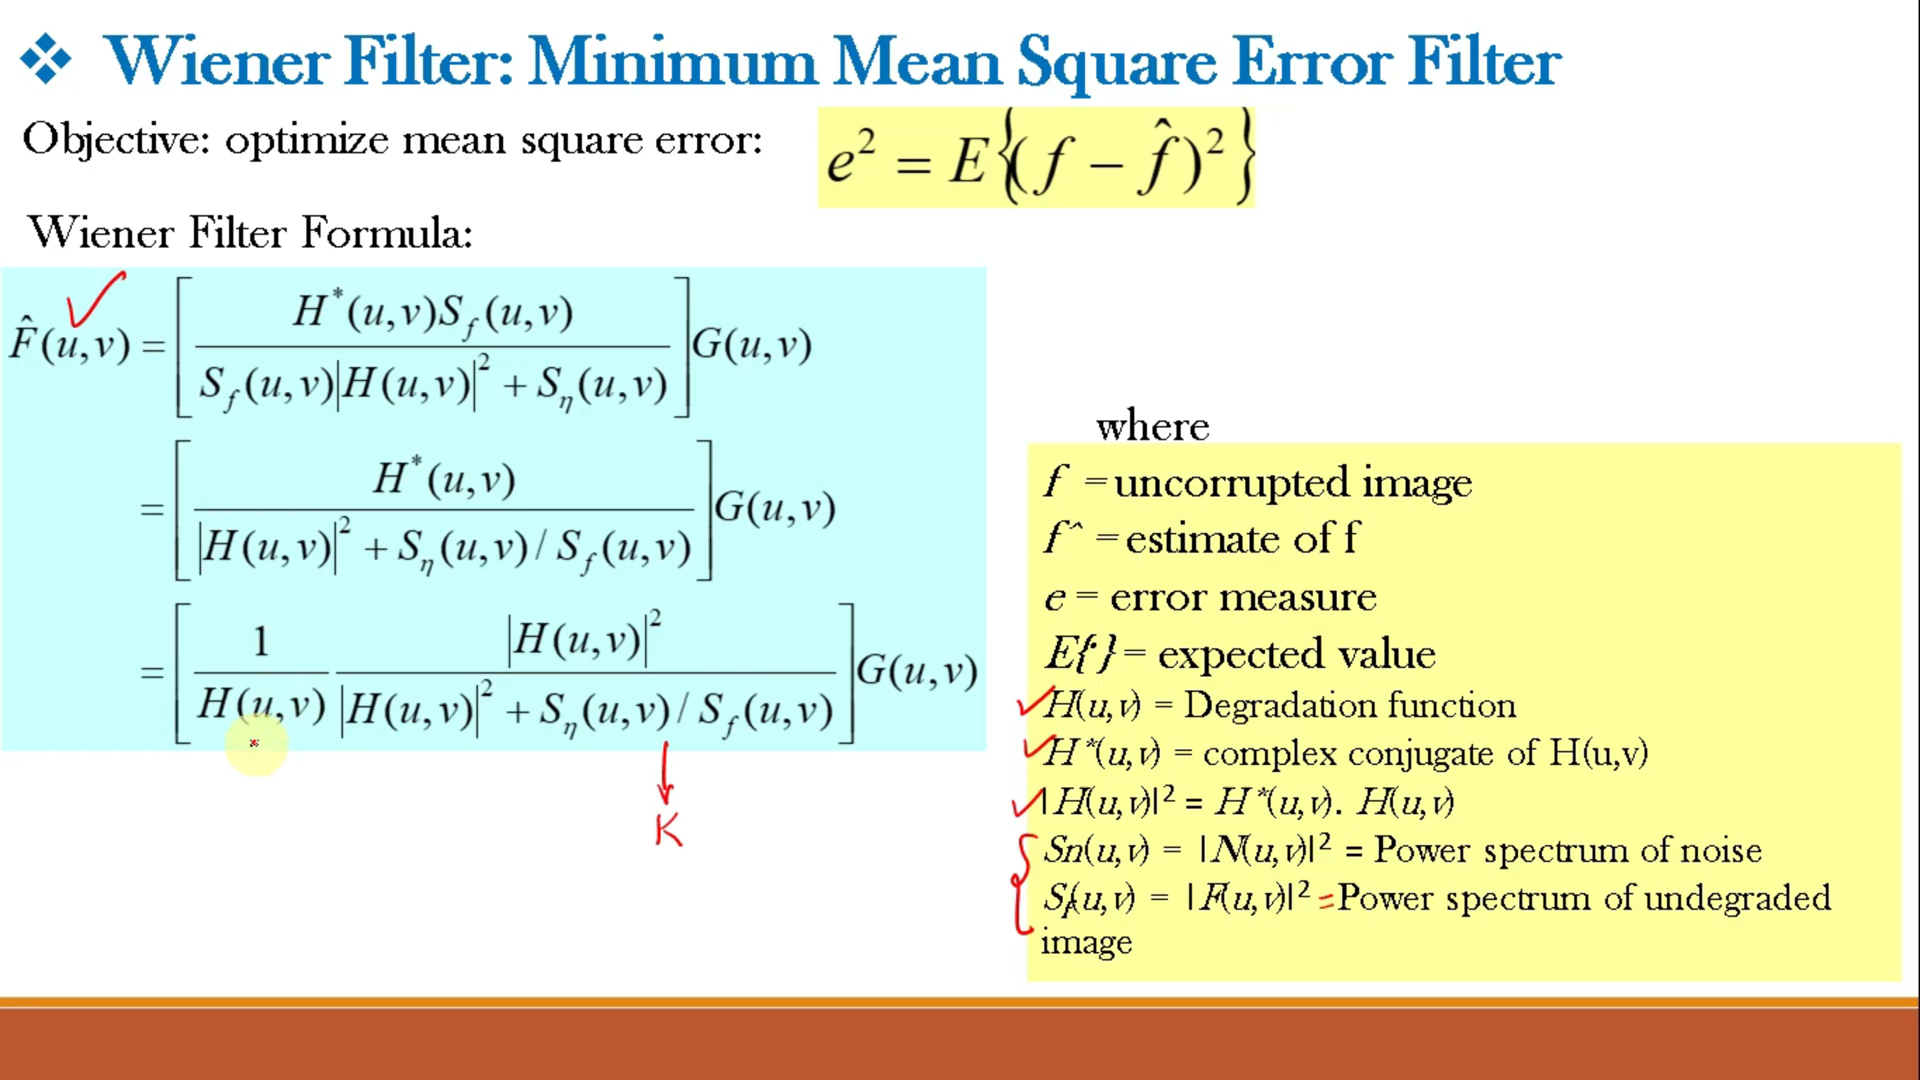 ❖ Wiener Filter: Minimum Mean Square Error Filter
Objective: optimize mean square error:
e² = E{(f − f̂)²}
Wiener Filter Formula:
F̂(u,v) = [ H*(u,v)S_f(u,v) / (S_f(u,v)|H(u,v)|² + S_η(u,v)) ] G(u,v)
= [ H*(u,v) / (|H(u,v)|² + S_η(u,v) / S_f(u,v)) ] G(u,v)
= [ 1 / H(u,v) |H(u,v)|² / (|H(u,v)|² + S_η(u,v) / S_f(u,v)) ] G(u,v)
K
where
f = uncorrupted image
f^ = estimate of f
e = error measure
E{·} = expected value
H(u,v) = Degradation function
H*(u,v) = complex conjugate of H(u,v)
|H(u,v)|² = H*(u,v). H(u,v)
Sn(u,v) = |N(u,v)|² = Power spectrum of noise
S_f(u,v) = |F(u,v)|² = Power spectrum of undegraded
image